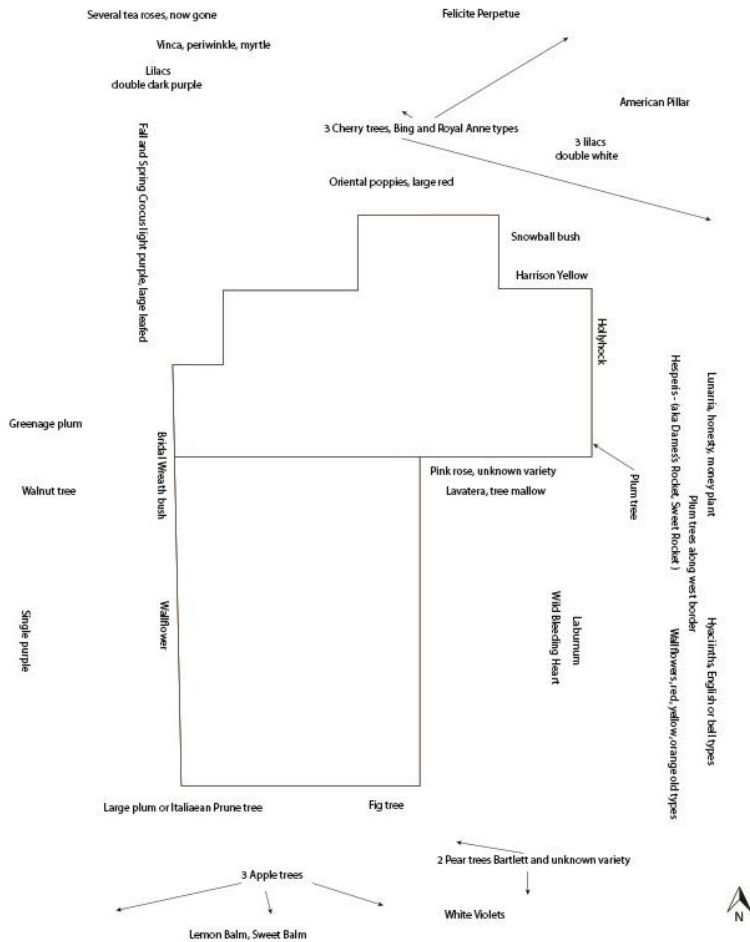 Several tea roses, now gone
Felicite Perpetue
Vinca, periwinkle, myrtle
Lilacs
double dark purple
American Pillar
3 Cherry trees, Bing and Royal Anne types
3 lilacs
double white
Fall and Spring Crocus light purple, large leafed
Oriental poppies, large red
Snowball bush
Harrison Yellow
Hollyhock
Hesperis - (aka Dames's Rocket, Sweet Rocket )
Lunarria, honesty, money plant
Greenage plum
Bridal Wreath bush
Pink rose, unknown variety
Walnut tree
Lavatera, tree mallow
Plum tree
Plum trees along west border
Single purple
Wallflower
Wild Bleeding Heart
Laburnum
Wallflowers, red, yellow, orange old types
Hyaciinths, English or bell types
Large plum or Italiaean Prune tree
Fig tree
2 Pear trees Bartlett and unknown variety
3 Apple trees
White Violets
Lemon Balm, Sweet Balm
N